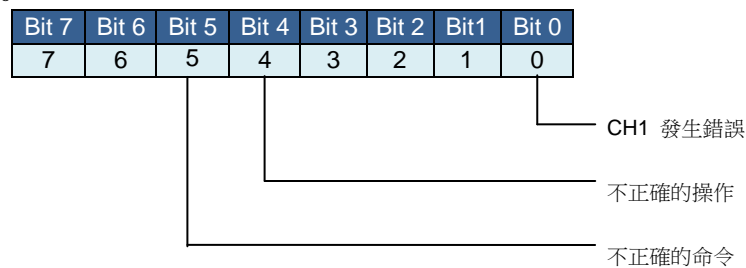 Bit 7 Bit 6 Bit 5 Bit 4 Bit 3 Bit 2 Bit1 Bit 0
7 6 5 4 3 2 1 0
CH1 發生錯誤
不正確的操作
不正確的命令